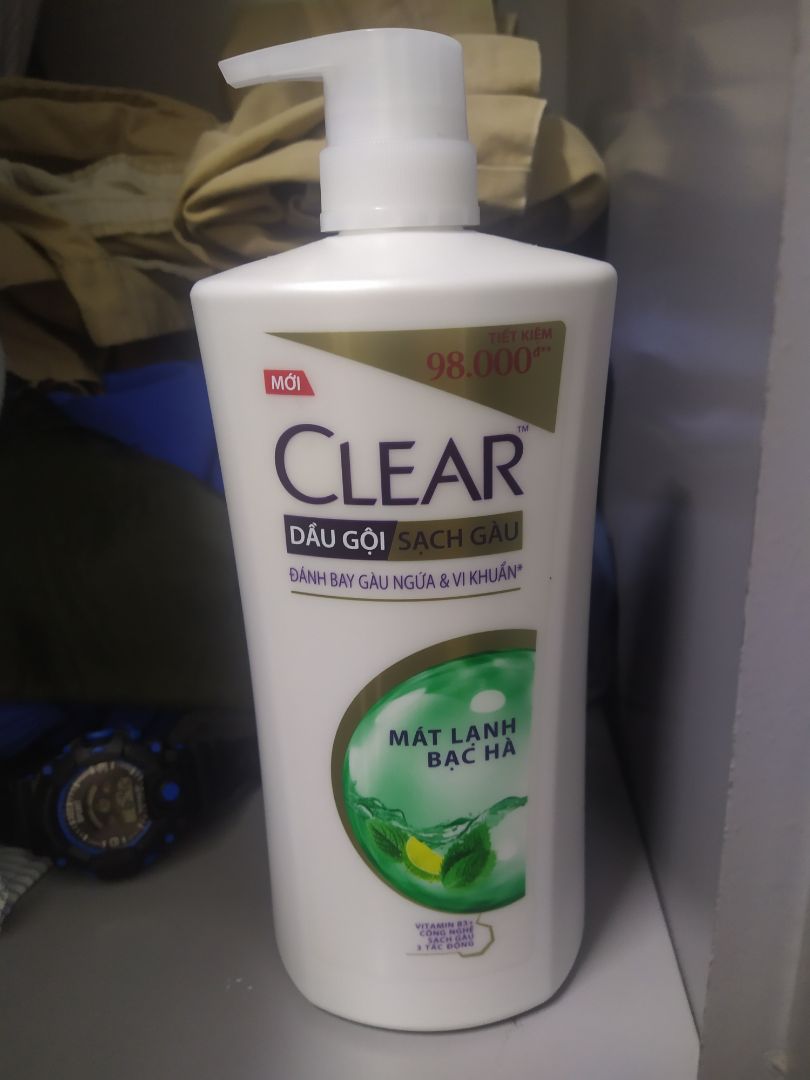 TIẾT KIỆM
98.000đ**
MỚI
CLEAR™
DẦU GỘI SẠCH GÀU
ĐÁNH BAY GÀU NGỨA & VI KHUẨN*
MÁT LẠNH
BẠC HÀ
VITAMIN B3+
CÔNG NGHỆ
SẠCH GÀU
3 TÁC ĐỘNG